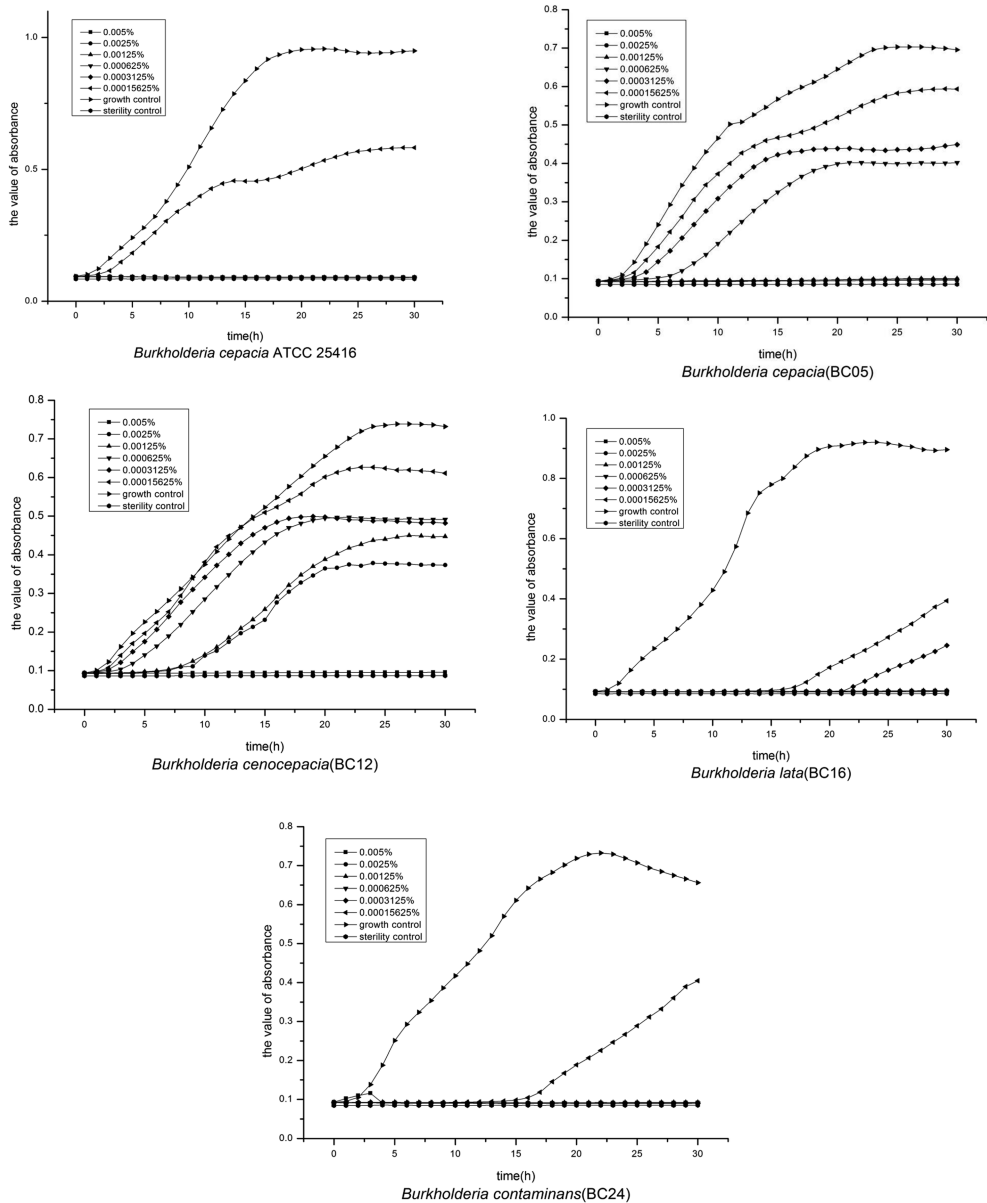 0.005%
0.0025%
0.00125%
0.000625%
0.0003125%
0.00015625%
growth control
sterility control
the value of absorbance
1.0
0.5
0.0
0 5 10 15 20 25 30
time(h)
Burkholderia cepacia ATCC 25416
0.005%
0.0025%
0.00125%
0.000625%
0.0003125%
0.00015625%
growth control
sterility control
the value of absorbance
0.8
0.7
0.6
0.5
0.4
0.3
0.2
0.1
0.0
0 5 10 15 20 25 30
time(h)
Burkholderia cepacia(BC05)
0.005%
0.0025%
0.00125%
0.000625%
0.0003125%
0.00015625%
growth control
sterility control
the value of absorbance
0.8
0.7
0.6
0.5
0.4
0.3
0.2
0.1
0.0
0 5 10 15 20 25 30
time(h)
Burkholderia cenocepacia(BC12)
0.005%
0.0025%
0.00125%
0.000625%
0.0003125%
0.00015625%
growth control
sterility control
the value of absorbance
1.0
0.8
0.6
0.4
0.2
0.0
0 5 10 15 20 25 30
time(h)
Burkholderia lata(BC16)
0.005%
0.0025%
0.00125%
0.000625%
0.0003125%
0.00015625%
growth control
sterility control
the value of absorbance
0.8
0.7
0.6
0.5
0.4
0.3
0.2
0.1
0.0
0 5 10 15 20 25 30
time(h)
Burkholderia contaminans(BC24)